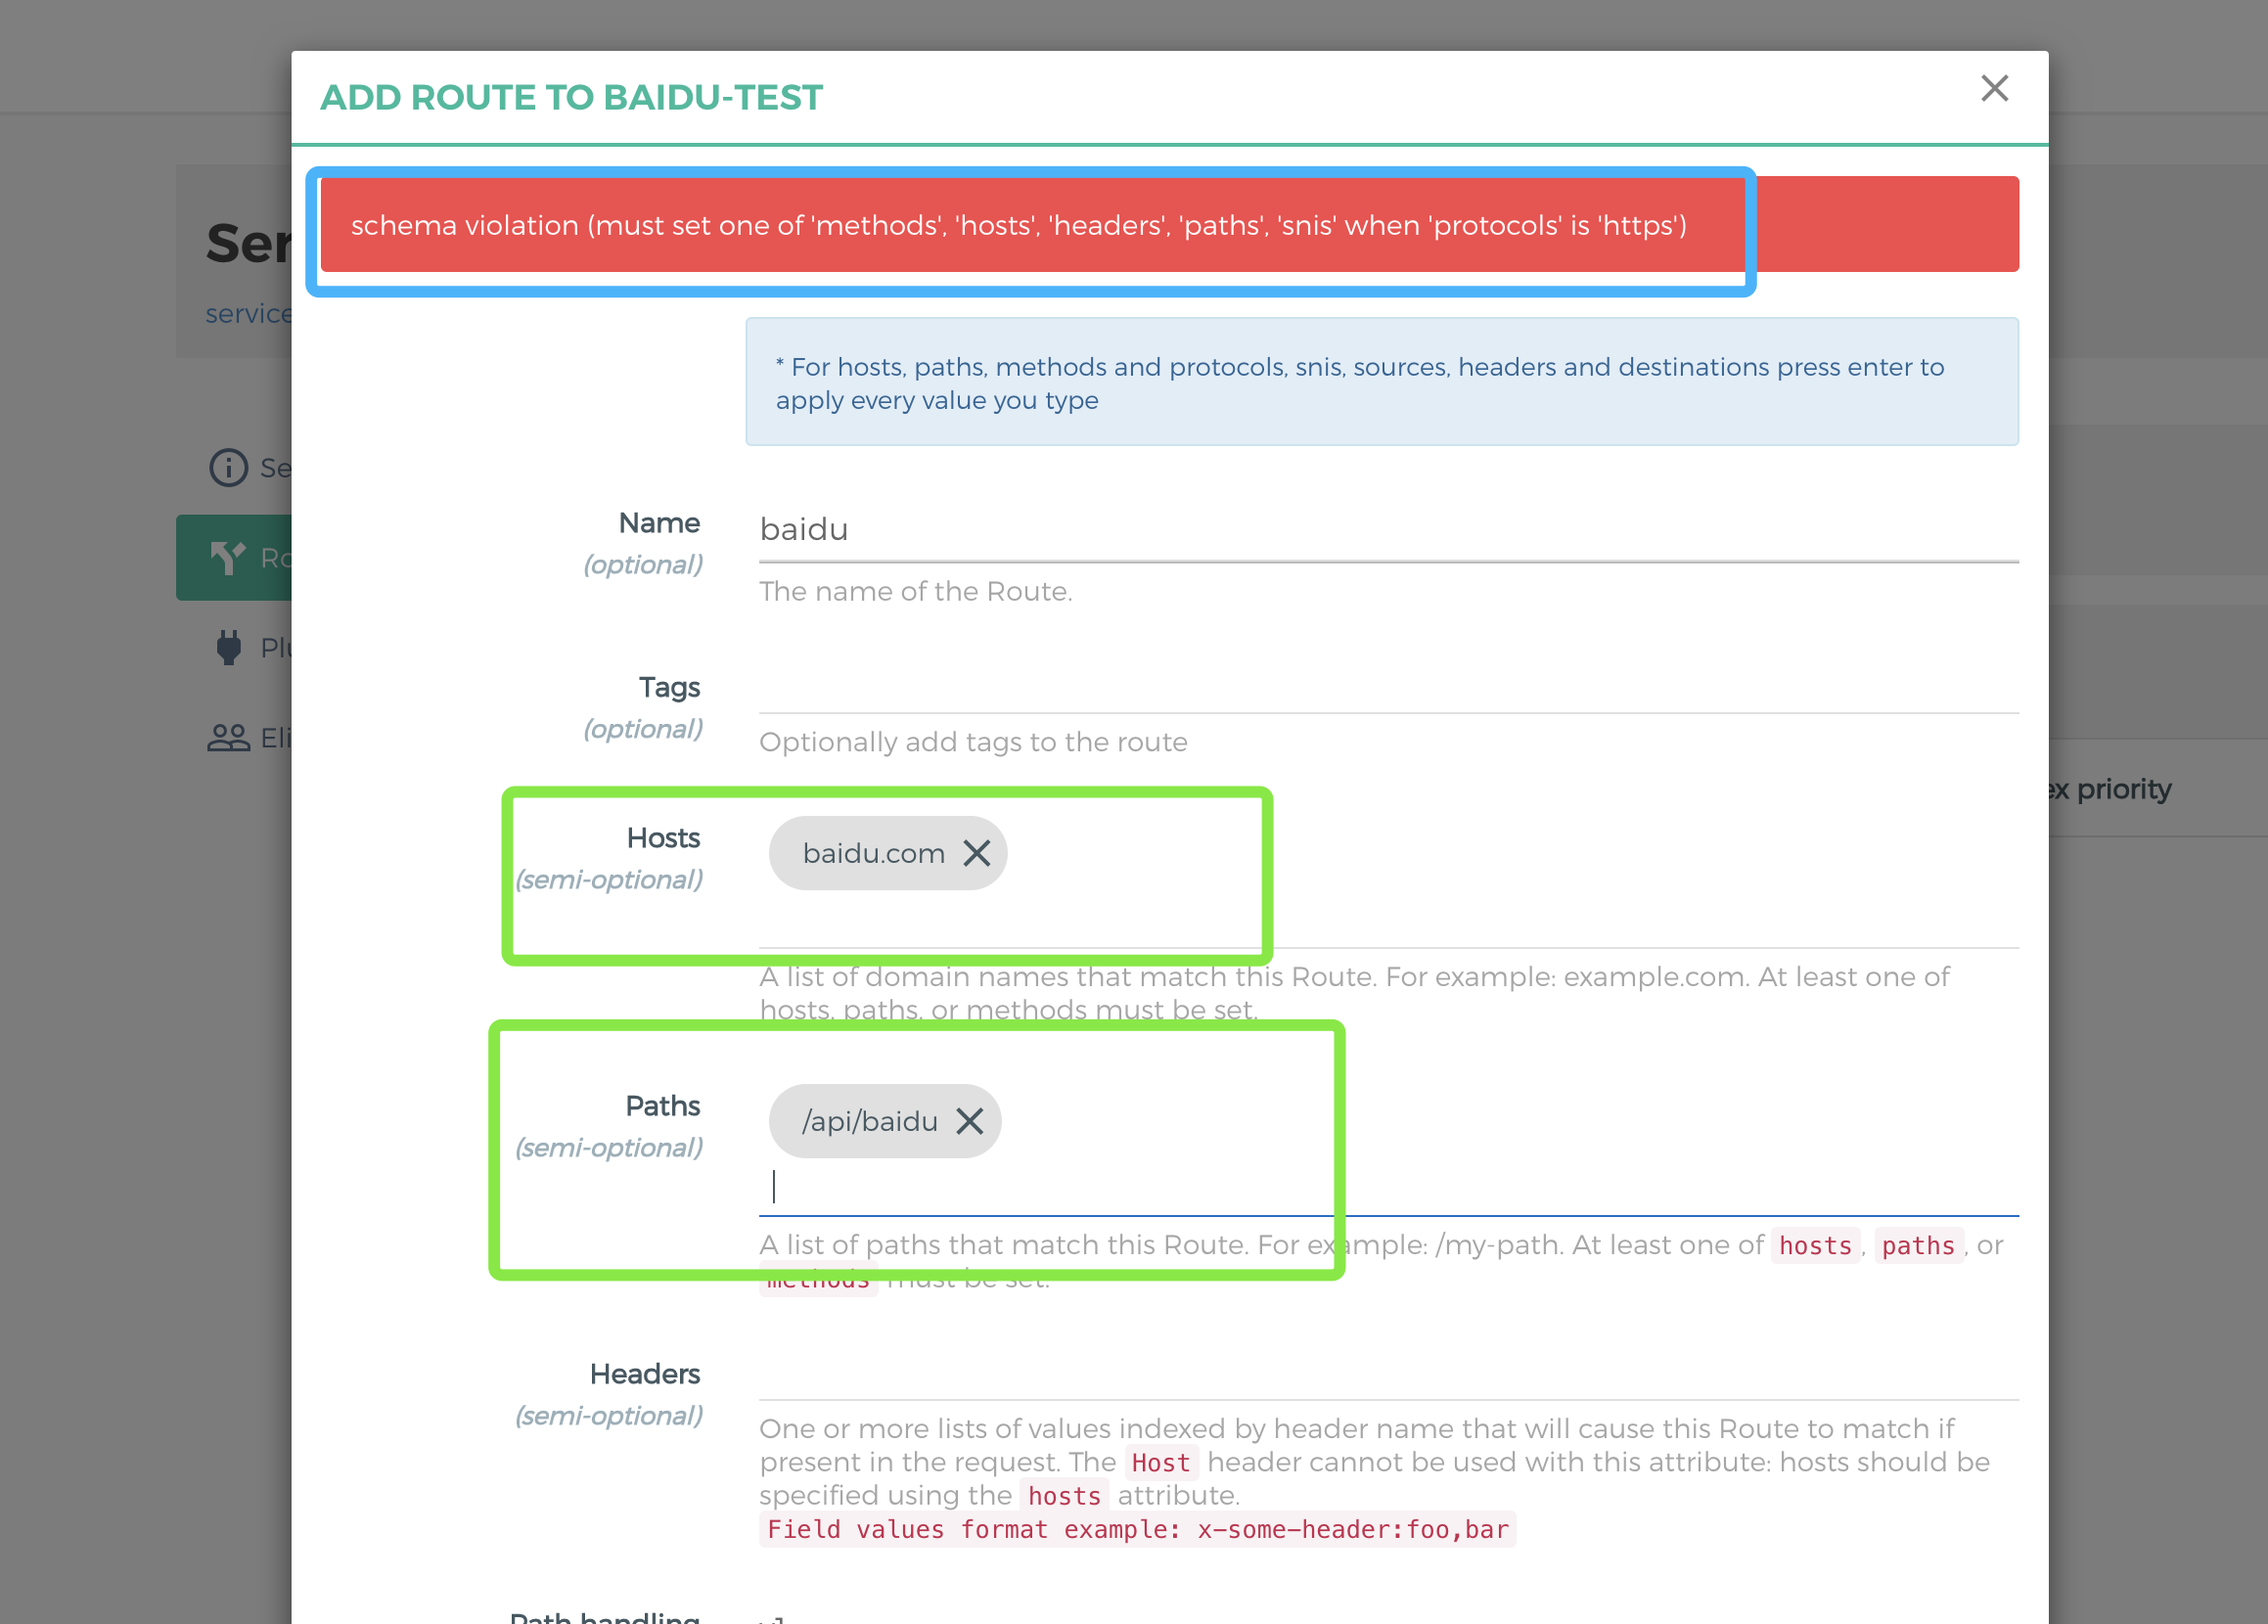 ADD ROUTE TO BAIDU-TEST
schema violation (must set one of 'methods', 'hosts', 'headers', 'paths', 'snis' when 'protocols' is 'https')
Ser
service
* For hosts, paths, methods and protocols, snis, sources, headers and destinations press enter to
apply every value you type
Se
Name
baidu
(optional)
The name of the Route.
Ro
Plu
Tags
(optional)
Optionally add tags to the route
Eli
ex priority
Hosts
baidu.com
(semi-optional)
A list of domain names that match this Route. For example: example.com. At least one of
hosts, paths, or methods must be set.
Paths
/api/baidu
(semi-optional)
A list of paths that match this Route. For example: /my-path. At least one of hosts, paths, or
methods must be set.
Headers
(semi-optional)
One or more lists of values indexed by header name that will cause this Route to match if
present in the request. The Host header cannot be used with this attribute: hosts should be
specified using the hosts attribute.
Field values format example: x-some-header:foo,bar
Path handling